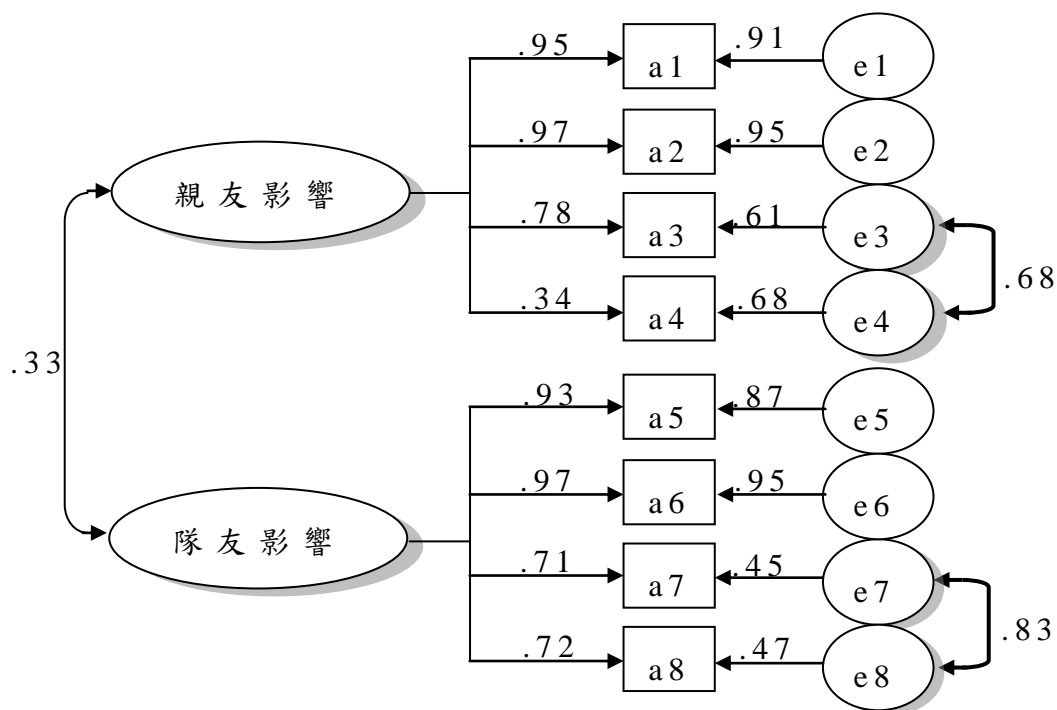 .95 a1 .91 e1
.97 a2 .95 e2
親友影響
.78 a3 .61 e3
.68
.34 a4 .68 e4
.33
.93 a5 .87 e5
.97 a6 .95 e6
隊友影響
.71 a7 .45 e7
.83
.72 a8 .47 e8